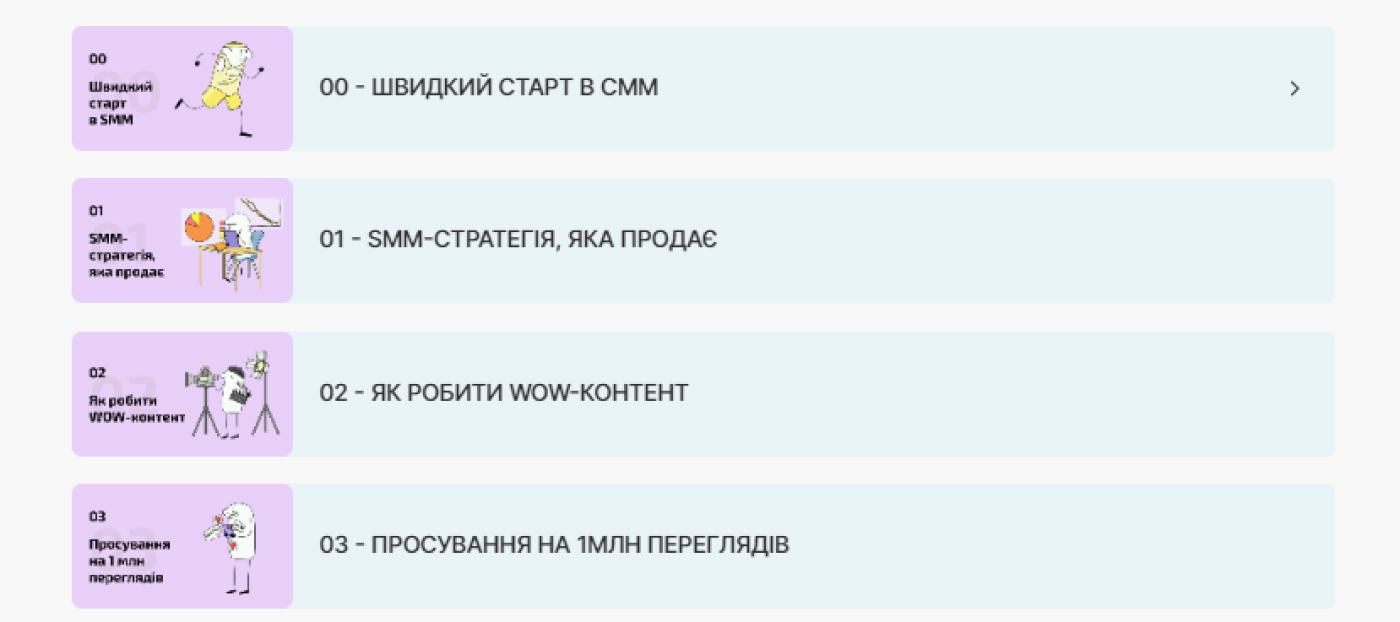 00
Швидкий
старт
в SMM
00 - ШВИДКИЙ СТАРТ В СММ
01
SMM-
стратегія,
яка продає
01 - SMM-СТРАТЕГІЯ, ЯКА ПРОДАЄ
02
Як робити
WOW-контент
02 - ЯК РОБИТИ WOW-КОНТЕНТ
03
Просування
на 1 млн
переглядів
03 - ПРОСУВАННЯ НА 1МЛН ПЕРЕГЛЯДІВ